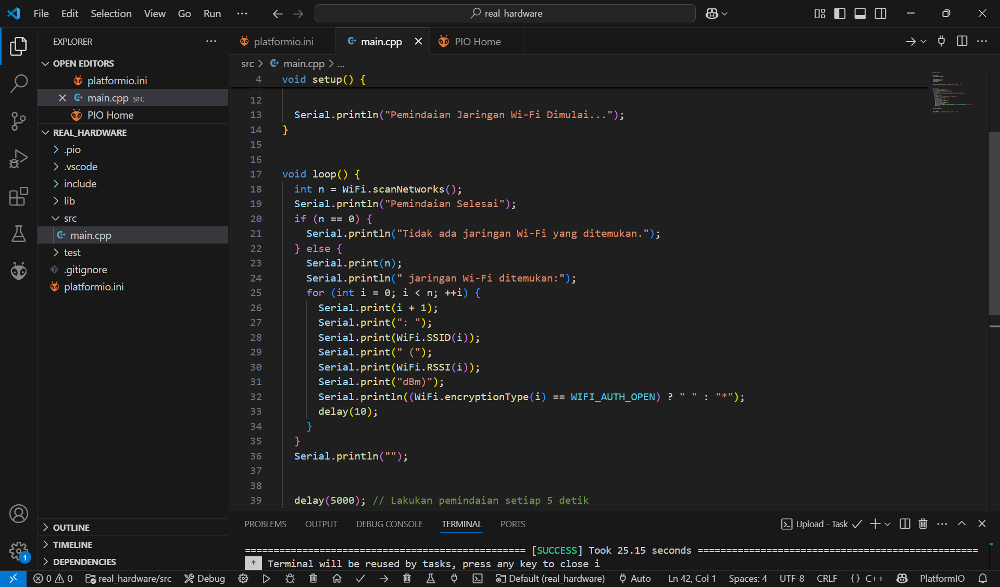 File Edit Selection View Go Run ··· real_hardware
EXPLORER
OPEN EDITORS
platformio.ini
main.cpp src
PIO Home
REAL_HARDWARE
.pio
.vscode
include
lib
src
main.cpp
test
.gitignore
platformio.ini
OUTLINE
TIMELINE
DEPENDENCIES
platformio.ini main.cpp PIO Home
src > main.cpp > ...
4 void setup() {
12
13 Serial.println("Pemindaian Jaringan Wi-Fi Dimulai...");
14 }
15
16
17 void loop() {
18 int n = WiFi.scanNetworks();
19 Serial.println("Pemindaian Selesai");
20 if (n == 0) {
21 Serial.println("Tidak ada jaringan Wi-Fi yang ditemukan.");
22 } else {
23 Serial.print(n);
24 Serial.println(" jaringan Wi-Fi ditemukan:");
25 for (int i = 0; i < n; ++i) {
26 Serial.print(i + 1);
27 Serial.print(": ");
28 Serial.print(WiFi.SSID(i));
29 Serial.print(" (");
30 Serial.print(WiFi.RSSI(i));
31 Serial.print("dBm)");
32 Serial.println((WiFi.encryptionType(i) == WIFI_AUTH_OPEN) ? " " : "*");
33 delay(10);
34 }
35 }
36 Serial.println("");
37
38
39 delay(5000); // Lakukan pemindaian setiap 5 detik
PROBLEMS OUTPUT DEBUG CONSOLE TERMINAL PORTS Upload - Task
=============================================== [SUCCESS] Took 25.15 seconds ===============================================
* Terminal will be reused by tasks, press any key to close i
1
0 0 real_hardware/src Debug Default (real_hardware) Auto Ln 42, Col 1 Spaces: 4 UTF-8 CRLF {} C++ PlatformIO